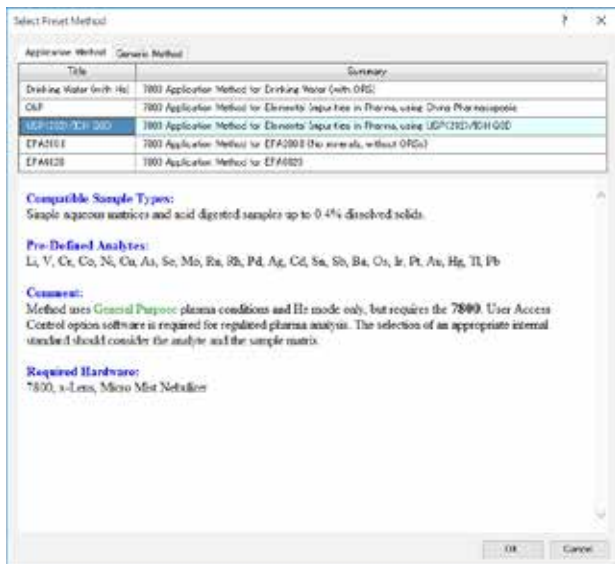 Select Preset Method ? ×
Application Method Generic Method
Title Summary
Drinking Water (with He) 7800 Application Method for Drinking Water (with ORS)
ChP 7800 Application Method for Elemental Impurities in Pharma, using China Pharmacopoeia
USP<232>/ICH Q3D 7800 Application Method for Elemental Impurities in Pharma, using USP<232>/ICH Q3D
7800 Application Method for (No minerals, without ORS)
EPA6020 7800 Application Method for EPA6020
Compatible Sample Types:
Simple aqueous matrices and acid digested samples up to 0.4% dissolved solids.
Pre-Defined Analytes:
Li, V, Cr, Co, Ni, Cu, As, Se, Mo, Ru, Rh, Pd, Ag, Cd, Sn, Sb, Ba, Os, Ir, Pt, Au, Hg, Tl, Pb
Comment:
Method uses General Purpose plasma conditions and He mode only, but requires the 7800. User Access
Control option software is required for regulated pharma analysis. The selection of an appropriate internal
standard should consider the analyte and the sample matrix.
Required Hardware:
7800, x-Lens, Micro Mist Nebulizer
OK Cancel